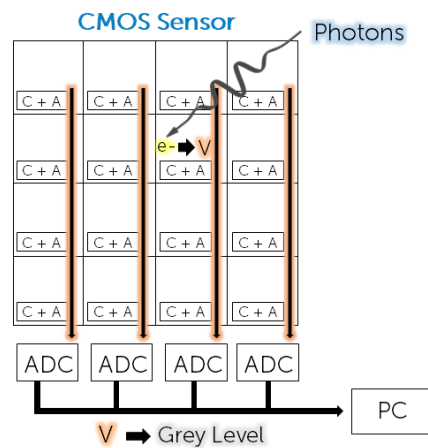 CMOS Sensor
Photons
C + A C + A C + A C + A
e- V
C + A C + A C + A C + A
C + A C + A C + A C + A
C + A C + A C + A C + A
ADC ADC ADC ADC
PC
V Grey Level